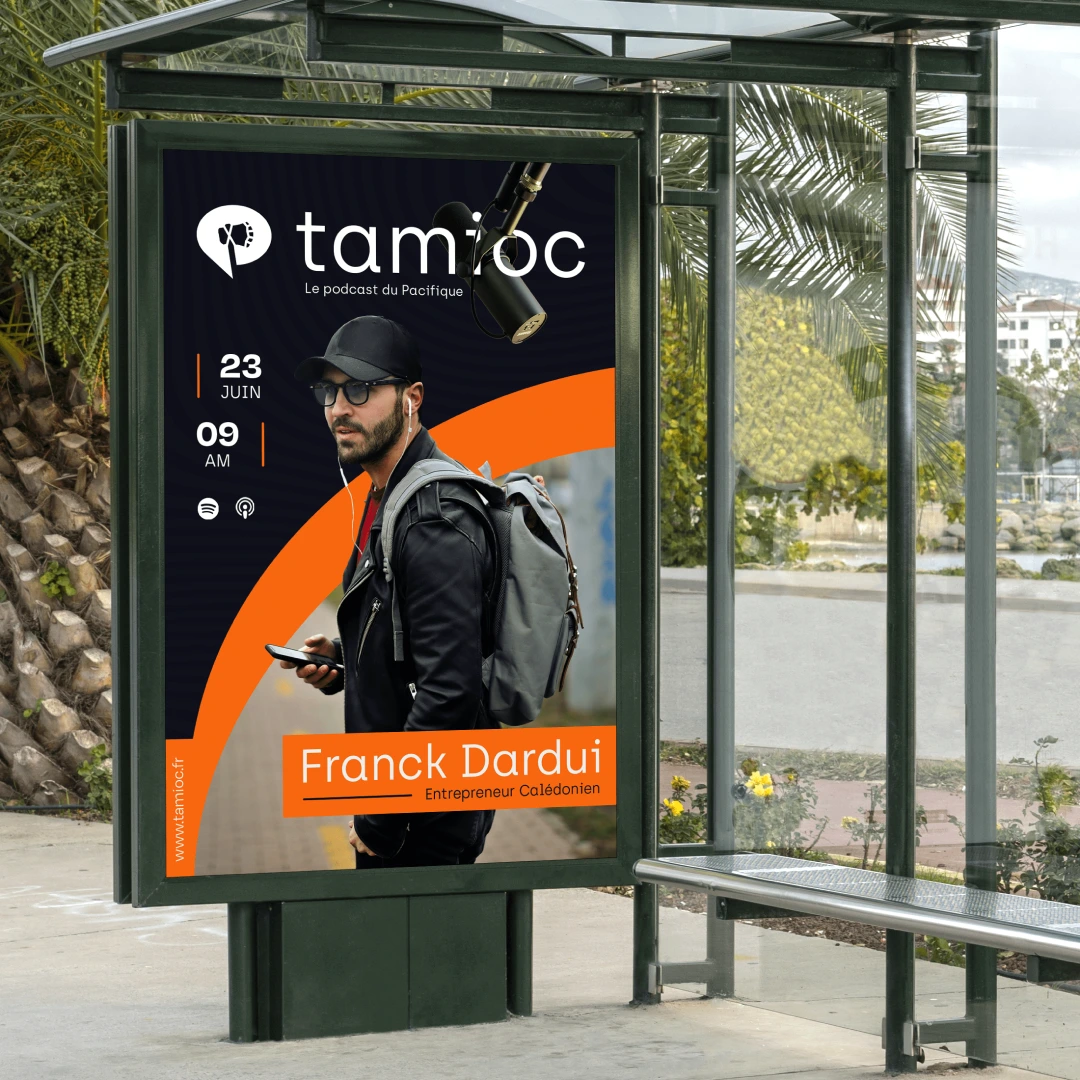 tamioc
Le podcast du Pacifique
23
JUIN
09
AM
Franck Dardui
Entrepreneur Calédonien
www.tamioc.fr